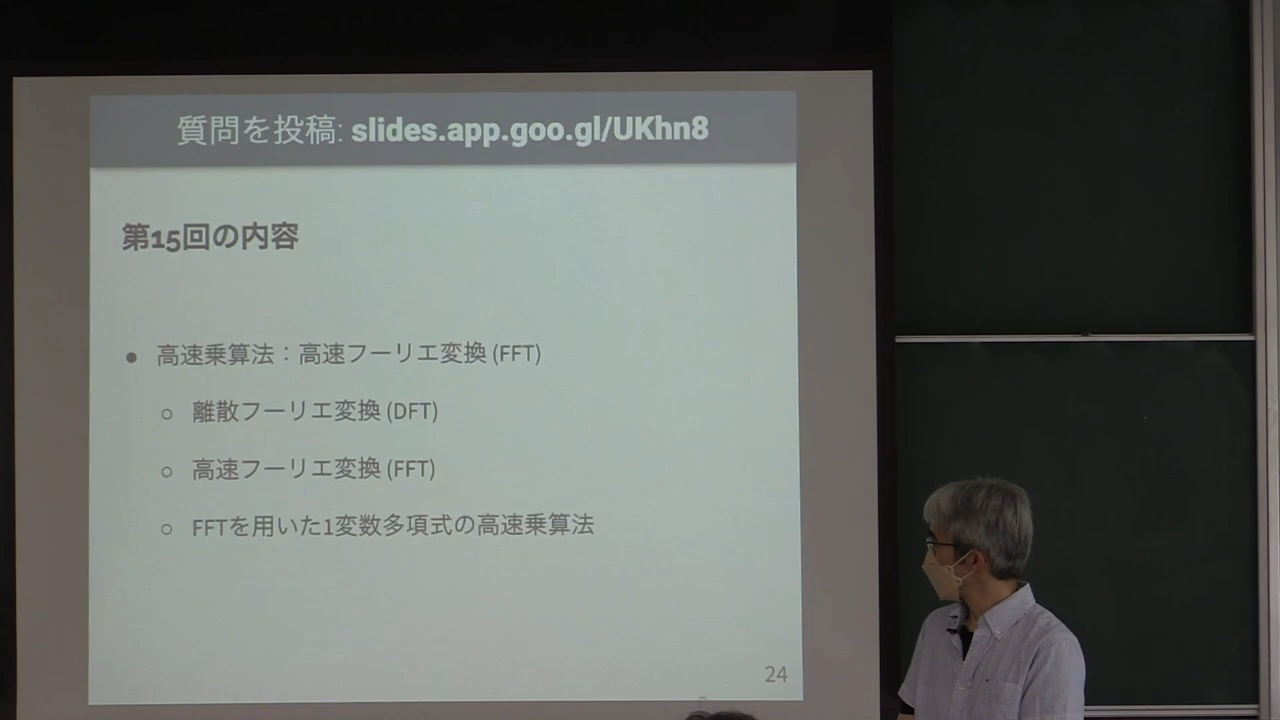 質問を投稿: slides.app.goo.gl/UKhn8
第15回の内容
● 高速乗算法：高速フーリエ変換 (FFT)
○ 離散フーリエ変換 (DFT)
○ 高速フーリエ変換 (FFT)
○ FFTを用いた1変数多項式の高速乗算法
24